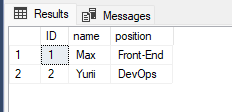 Results Messages
ID name position
1 1 Max Front-End
2 2 Yurii DevOps